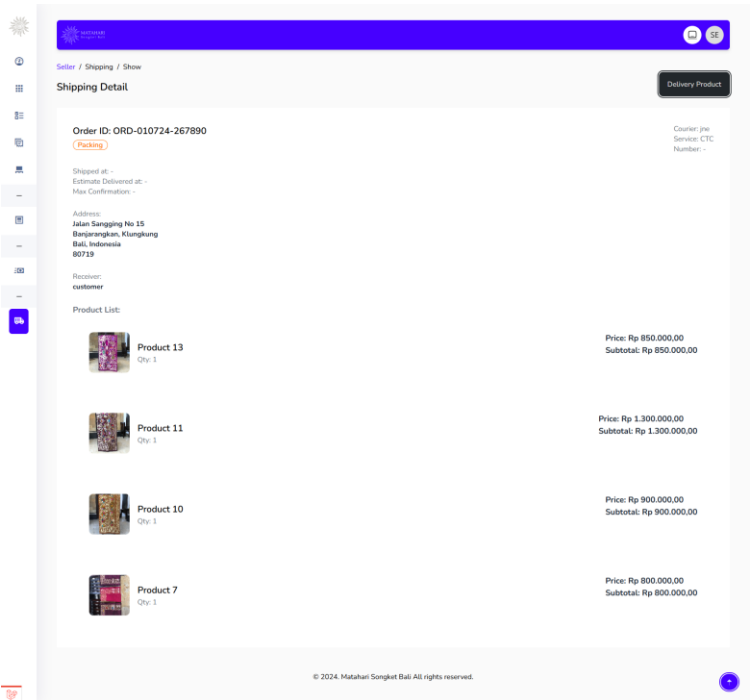 MATAHARI
Songket Bali
SE
Seller / Shipping / Show
Shipping Detail
Delivery Product
Order ID: ORD-010724-267890
Packing
Courier: jne
Service: CTC
Number: -
Shipped at: -
Estimate Delivered at: -
Max Confirmation: -
Address:
Jalan Sangging No 15
Banjarangkan, Klungkung
Bali, Indonesia
80719
Receiver:
customer
Product List:
Product 13
Qty: 1
Price: Rp 850.000,00
Subtotal: Rp 850.000,00
Product 11
Qty: 1
Price: Rp 1.300.000,00
Subtotal: Rp 1.300.000,00
Product 10
Qty: 1
Price: Rp 900.000,00
Subtotal: Rp 900.000,00
Product 7
Qty: 1
Price: Rp 800.000,00
Subtotal: Rp 800.000,00
© 2024. Matahari Songket Bali All rights reserved.